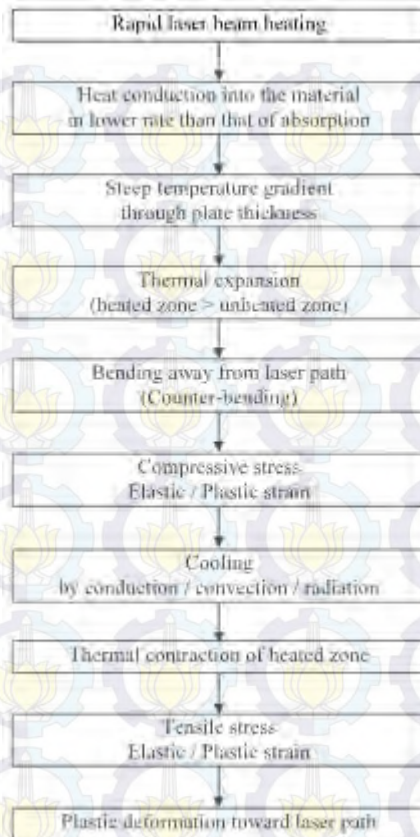 Rapid laser beam heating
Heat conduction into the material
in lower rate than that of absorption
Steep temperature gradient
through plate thickness
Thermal expansion
(heated zone > unheated zone)
Bending away from laser path
(Counter-bending)
Compressive stress
Elastic / Plastic strain
Cooling
by conduction / convection / radiation
Thermal contraction of heated zone
Tensile stress
Elastic / Plastic strain
Plastic deformation toward laser path